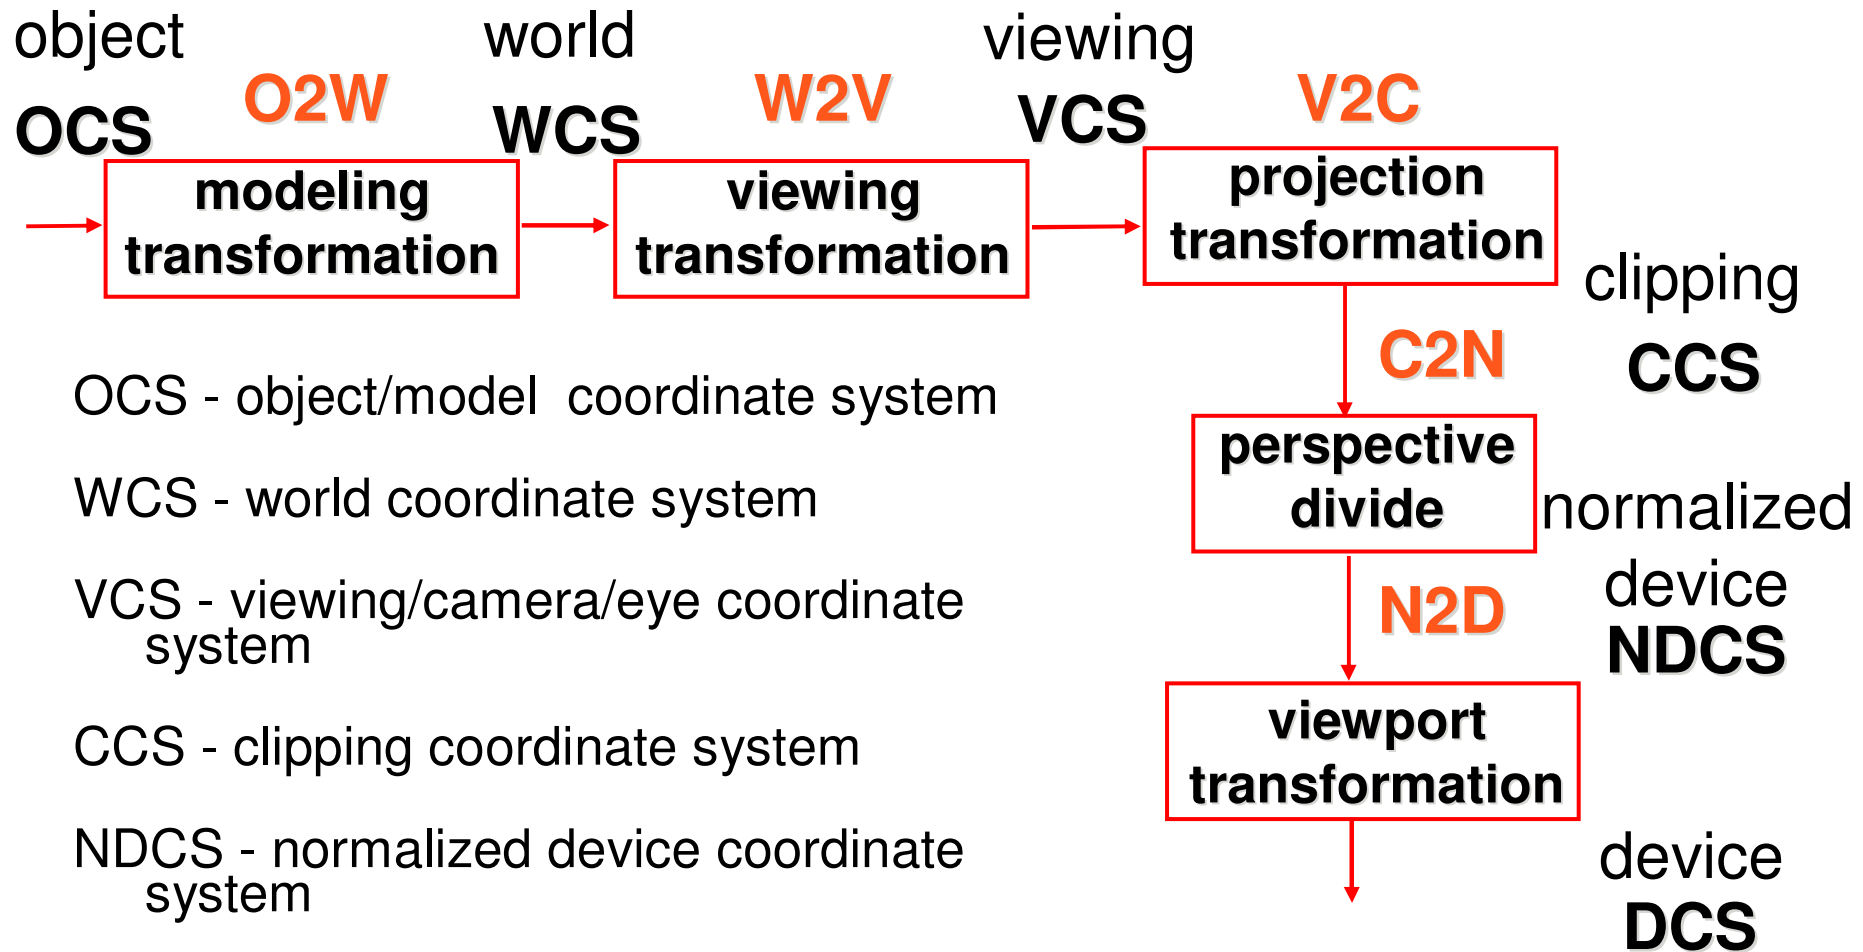 object
world
viewing
O2W
W2V
V2C
OCS
WCS
VCS
modeling
transformation
viewing
transformation
projection
transformation
clipping
CCS
C2N
perspective
divide
normalized
device
NDCS
N2D
viewport
transformation
device
DCS
OCS - object/model coordinate system
WCS - world coordinate system
VCS - viewing/camera/eye coordinate
system
CCS - clipping coordinate system
NDCS - normalized device coordinate
system